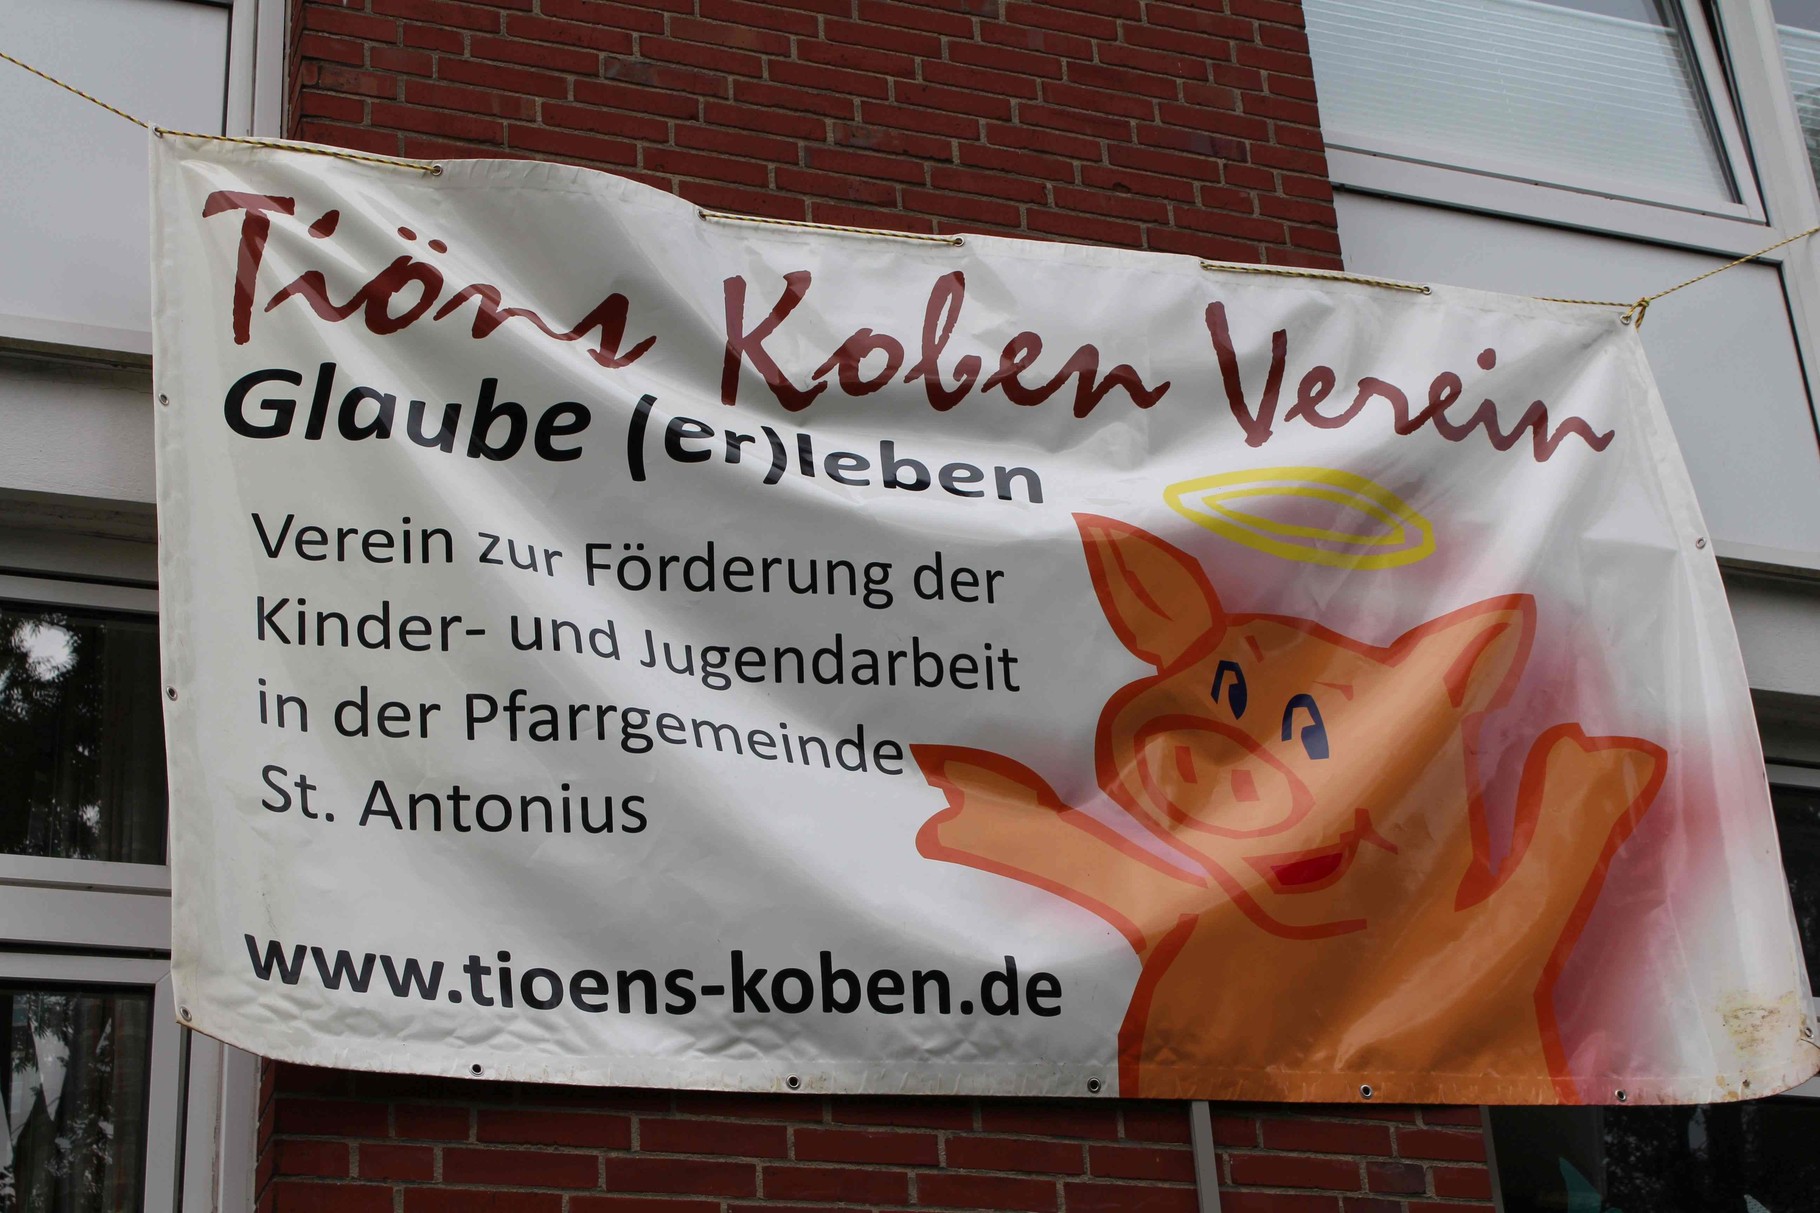 Tiöns Koben Verein
Glaube (er)leben
Verein zur Förderung der
Kinder- und Jugendarbeit
in der Pfarrgemeinde
St. Antonius
www.tioens-koben.de